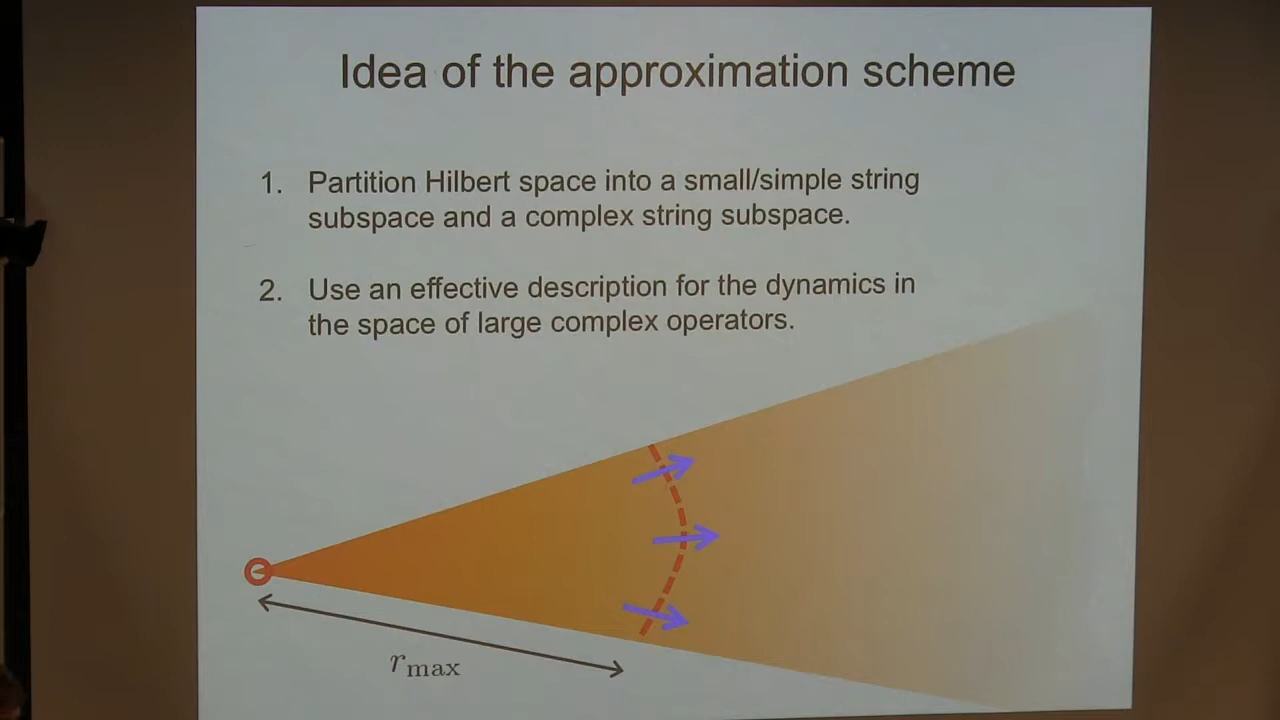 Idea of the approximation scheme
1. Partition Hilbert space into a small/simple string
subspace and a complex string subspace.
2. Use an effective description for the dynamics in
the space of large complex operators.
r_max